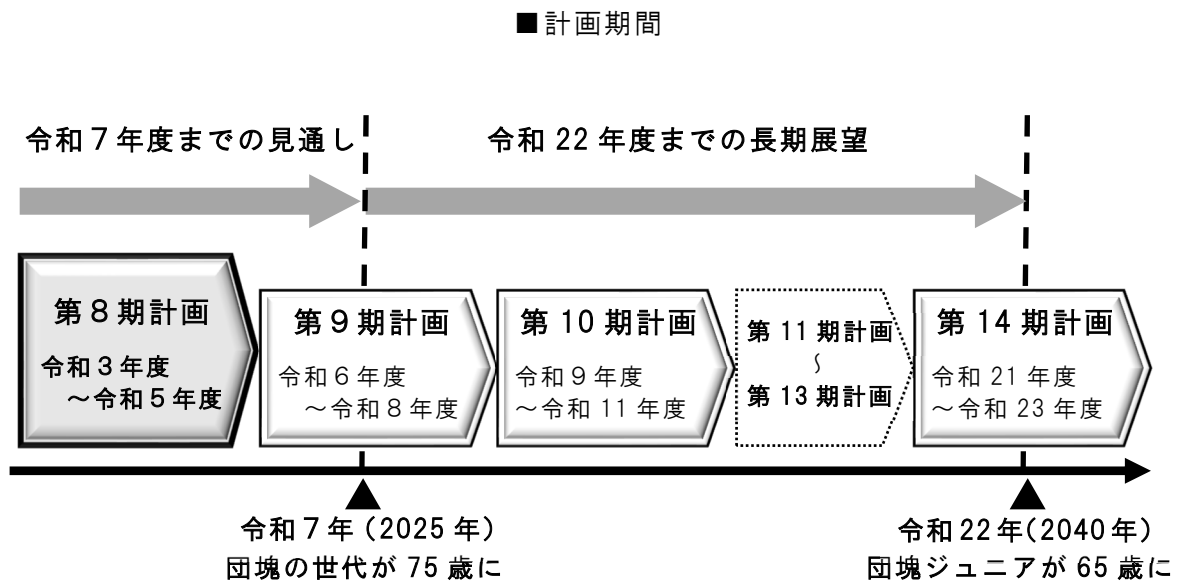 ■計画期間
令和７年度までの見通し
令和 22 年度までの長期展望
第８期計画
令和３年度
～令和５年度
第９期計画
令和６年度
～令和８年度
第 10 期計画
令和９年度
～令和 11 年度
第 11 期計画
～
第 13 期計画
第 14 期計画
令和 21 年度
～令和 23 年度
令和７年（2025 年）
団塊の世代が 75 歳に
令和 22 年（2040 年）
団塊ジュニアが 65 歳に